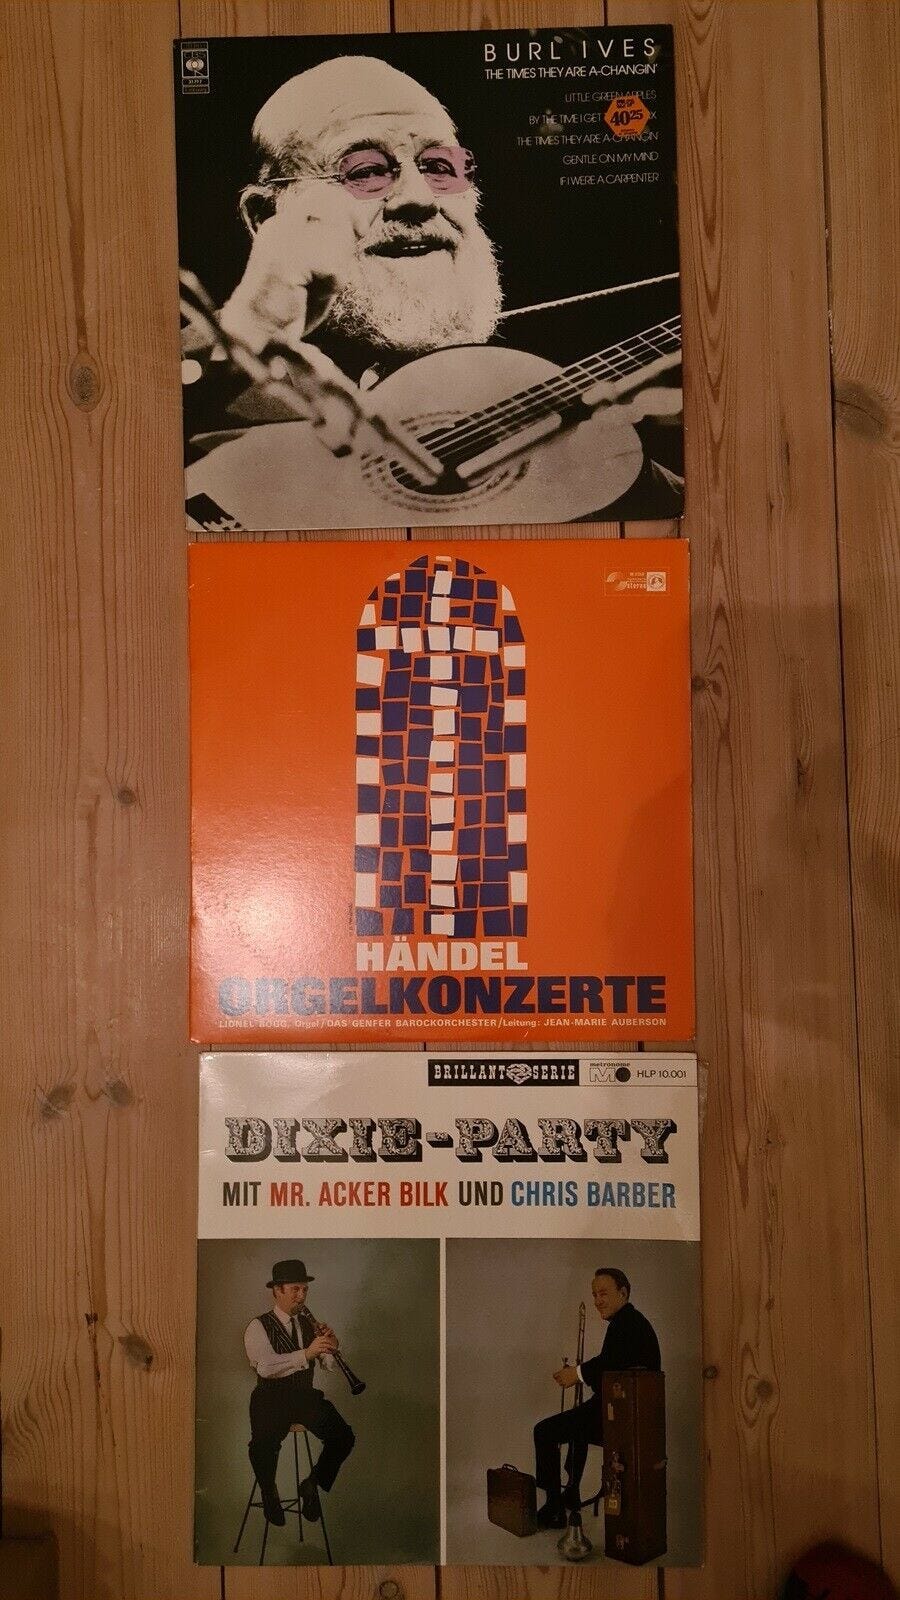 CBS
BURL IVES
THE TIMES THEY ARE A-CHANGIN'
LITTLE GREEN APPLES
BY THE TIME I GET
40.25
THE TIMES THEY ARE A-CHANGIN
GENTLE ON MY MIND
IF I WERE A CARPENTER
stereo
HÄNDEL
ORGELKONZERTE
LIONEL ROGG, Orgel / DAS GENFER BAROCKORCHESTER / Leitung: JEAN-MARIE AUBERSON
BRILLANT SERIE metronome HLP 10.001
DIXIE-PARTY
MIT MR. ACKER BILK UND CHRIS BARBER